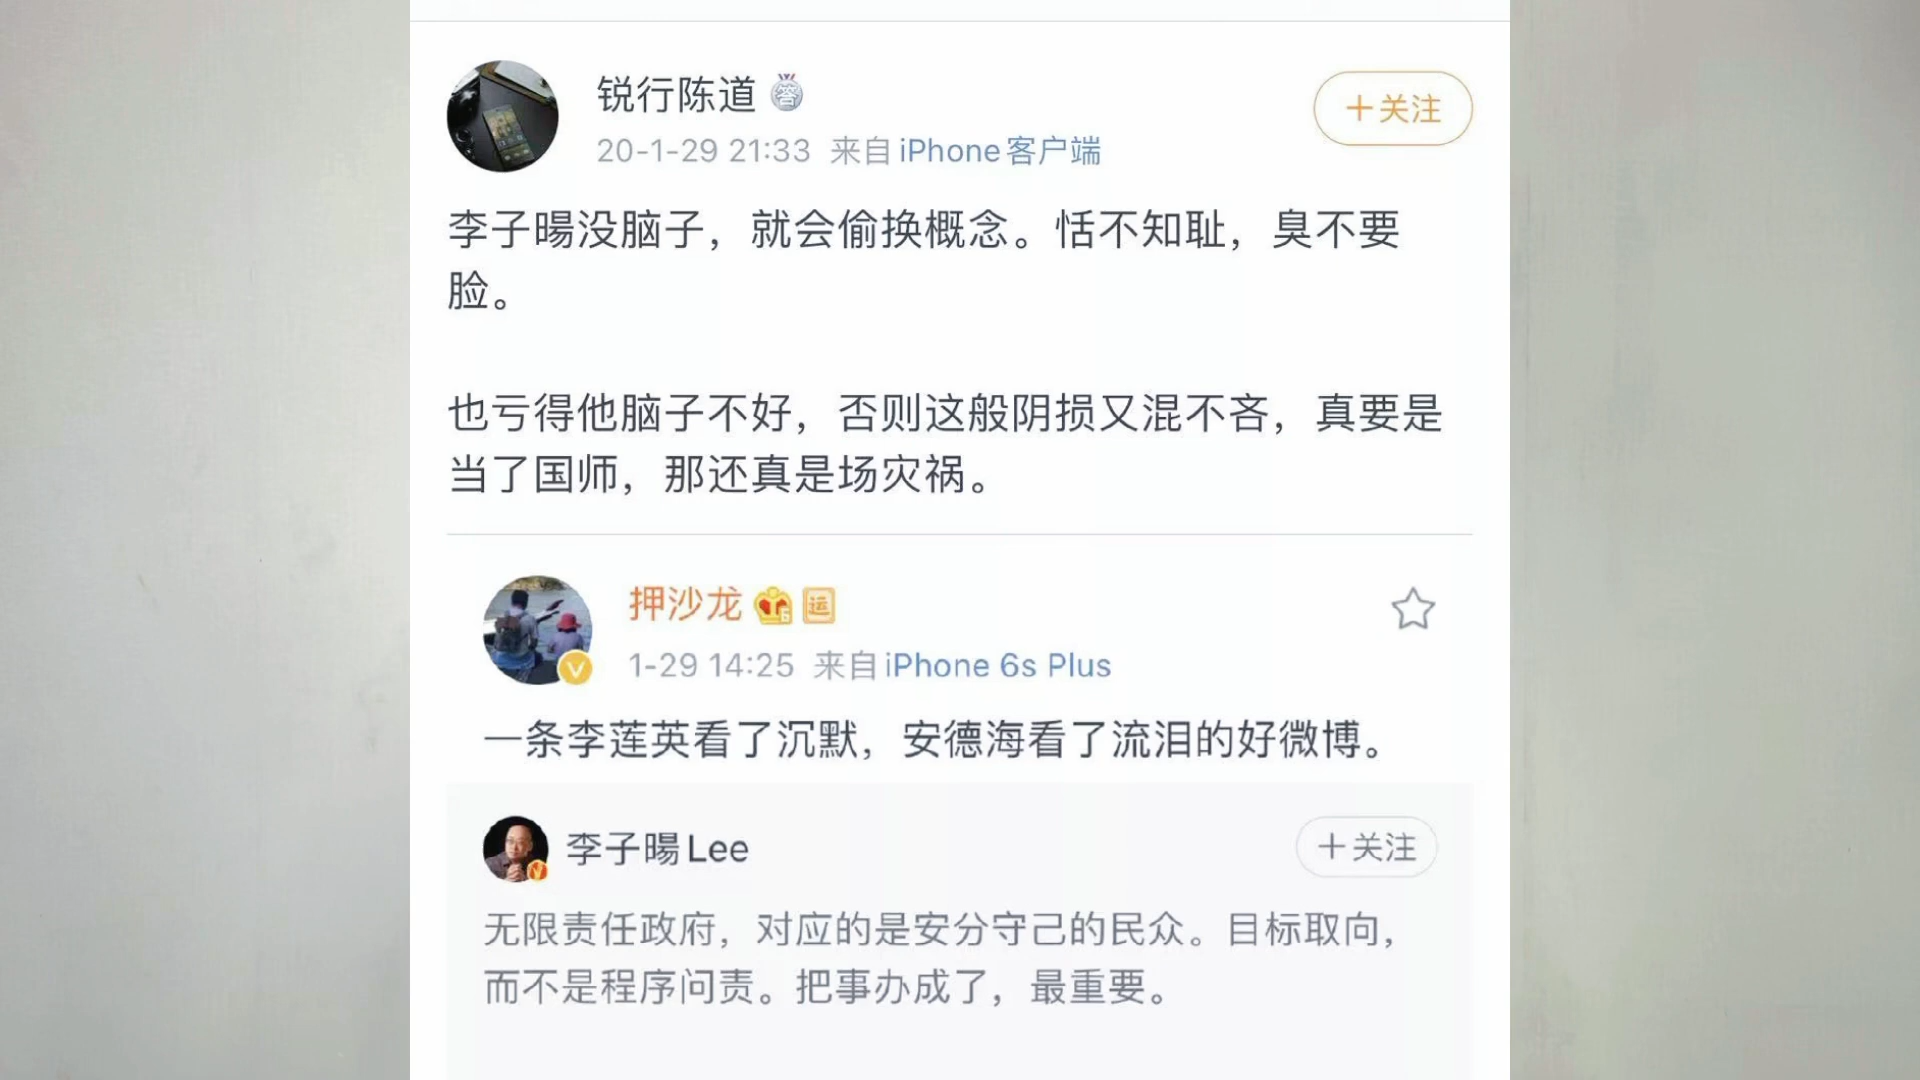 锐行陈道 答
20-1-29 21:33 来自 iPhone客户端
+关注
李子暘没脑子，就会偷换概念。恬不知耻，臭不要
脸。
也亏得他脑子不好，否则这般阴损又混不吝，真要是
当了国师，那还真是场灾祸。
押沙龙 6 运
1-29 14:25 来自 iPhone 6s Plus
一条李莲英看了沉默，安德海看了流泪的好微博。
李子暘Lee
+关注
无限责任政府，对应的是安分守己的民众。目标取向，
而不是程序问责。把事办成了，最重要。